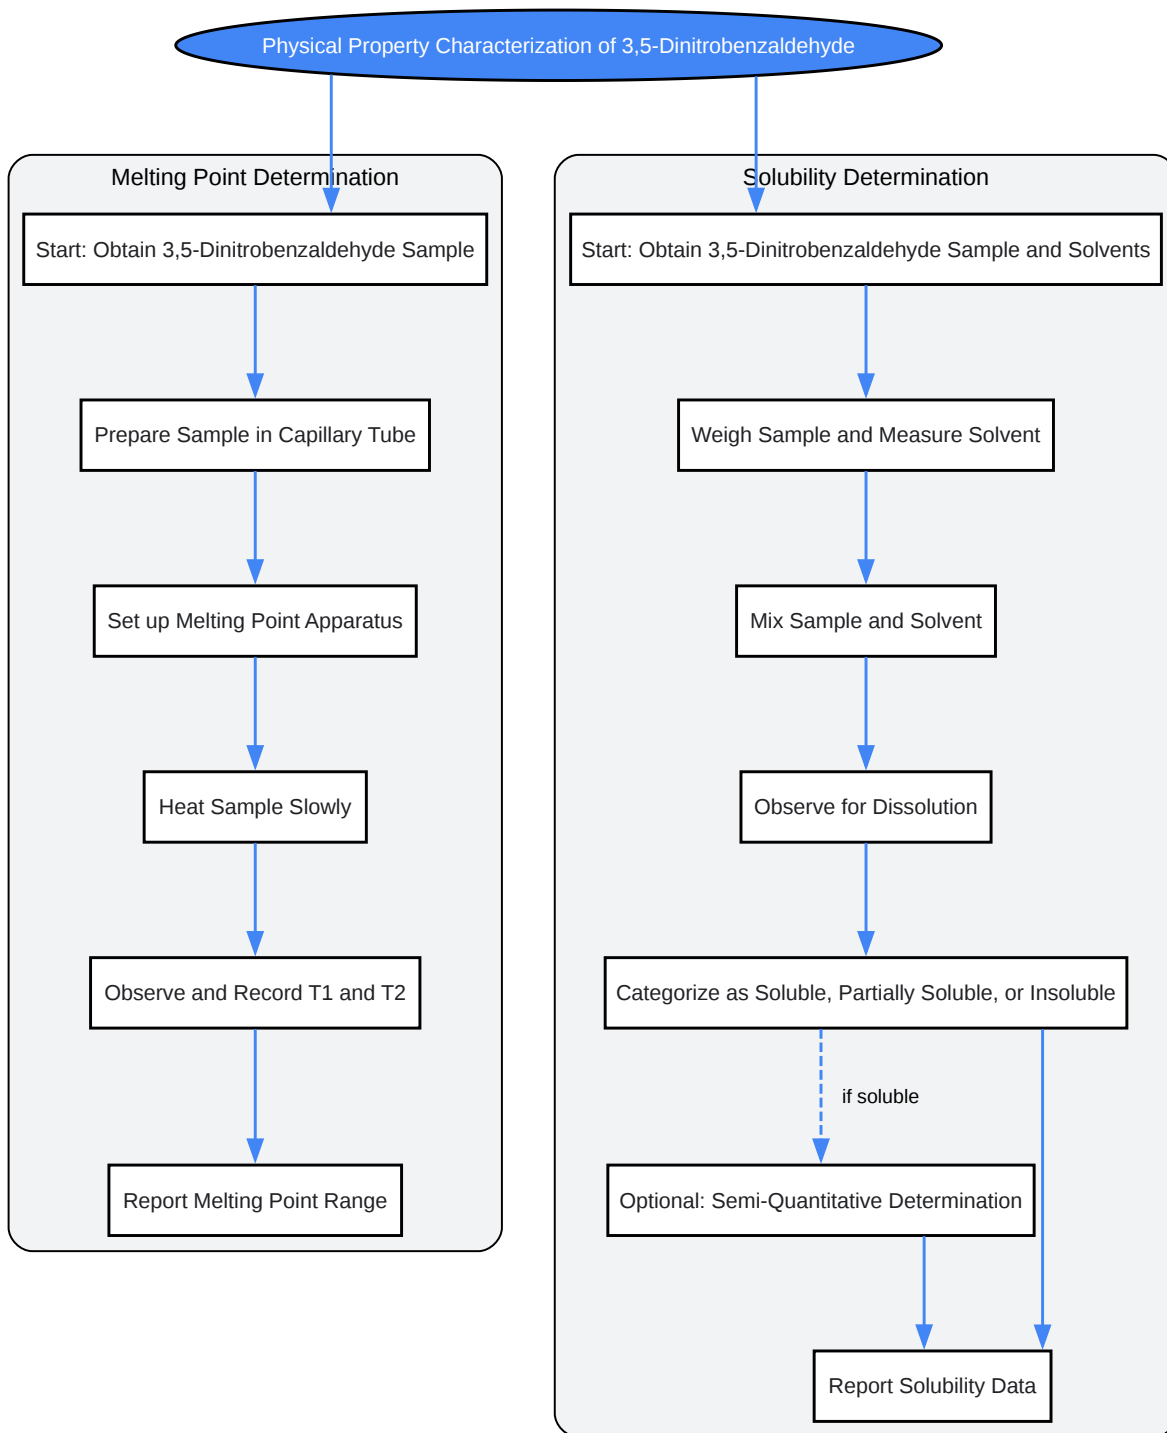 Physical Property Characterization of 3,5-Dinitrobenzaldehyde
Melting Point Determination
Start: Obtain 3,5-Dinitrobenzaldehyde Sample
Prepare Sample in Capillary Tube
Set up Melting Point Apparatus
Heat Sample Slowly
Observe and Record T1 and T2
Report Melting Point Range
Solubility Determination
Start: Obtain 3,5-Dinitrobenzaldehyde Sample and Solvents
Weigh Sample and Measure Solvent
Mix Sample and Solvent
Observe for Dissolution
Categorize as Soluble, Partially Soluble, or Insoluble
if soluble
Optional: Semi-Quantitative Determination
Report Solubility Data